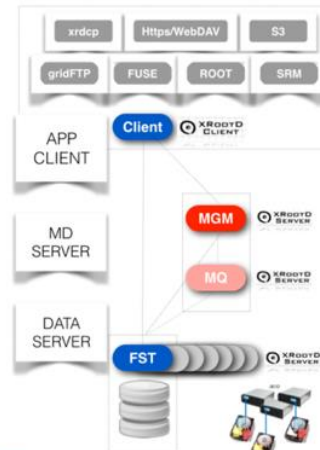 xrdcp Https/WebDAV S3
gridFTP FUSE ROOT SRM
APP
CLIENT
Client
XROOTD
CLIENT
MD
SERVER
MGM
XROOTD
SERVER
MQ
XROOTD
SERVER
DATA
SERVER
FST
XROOTD
SERVER